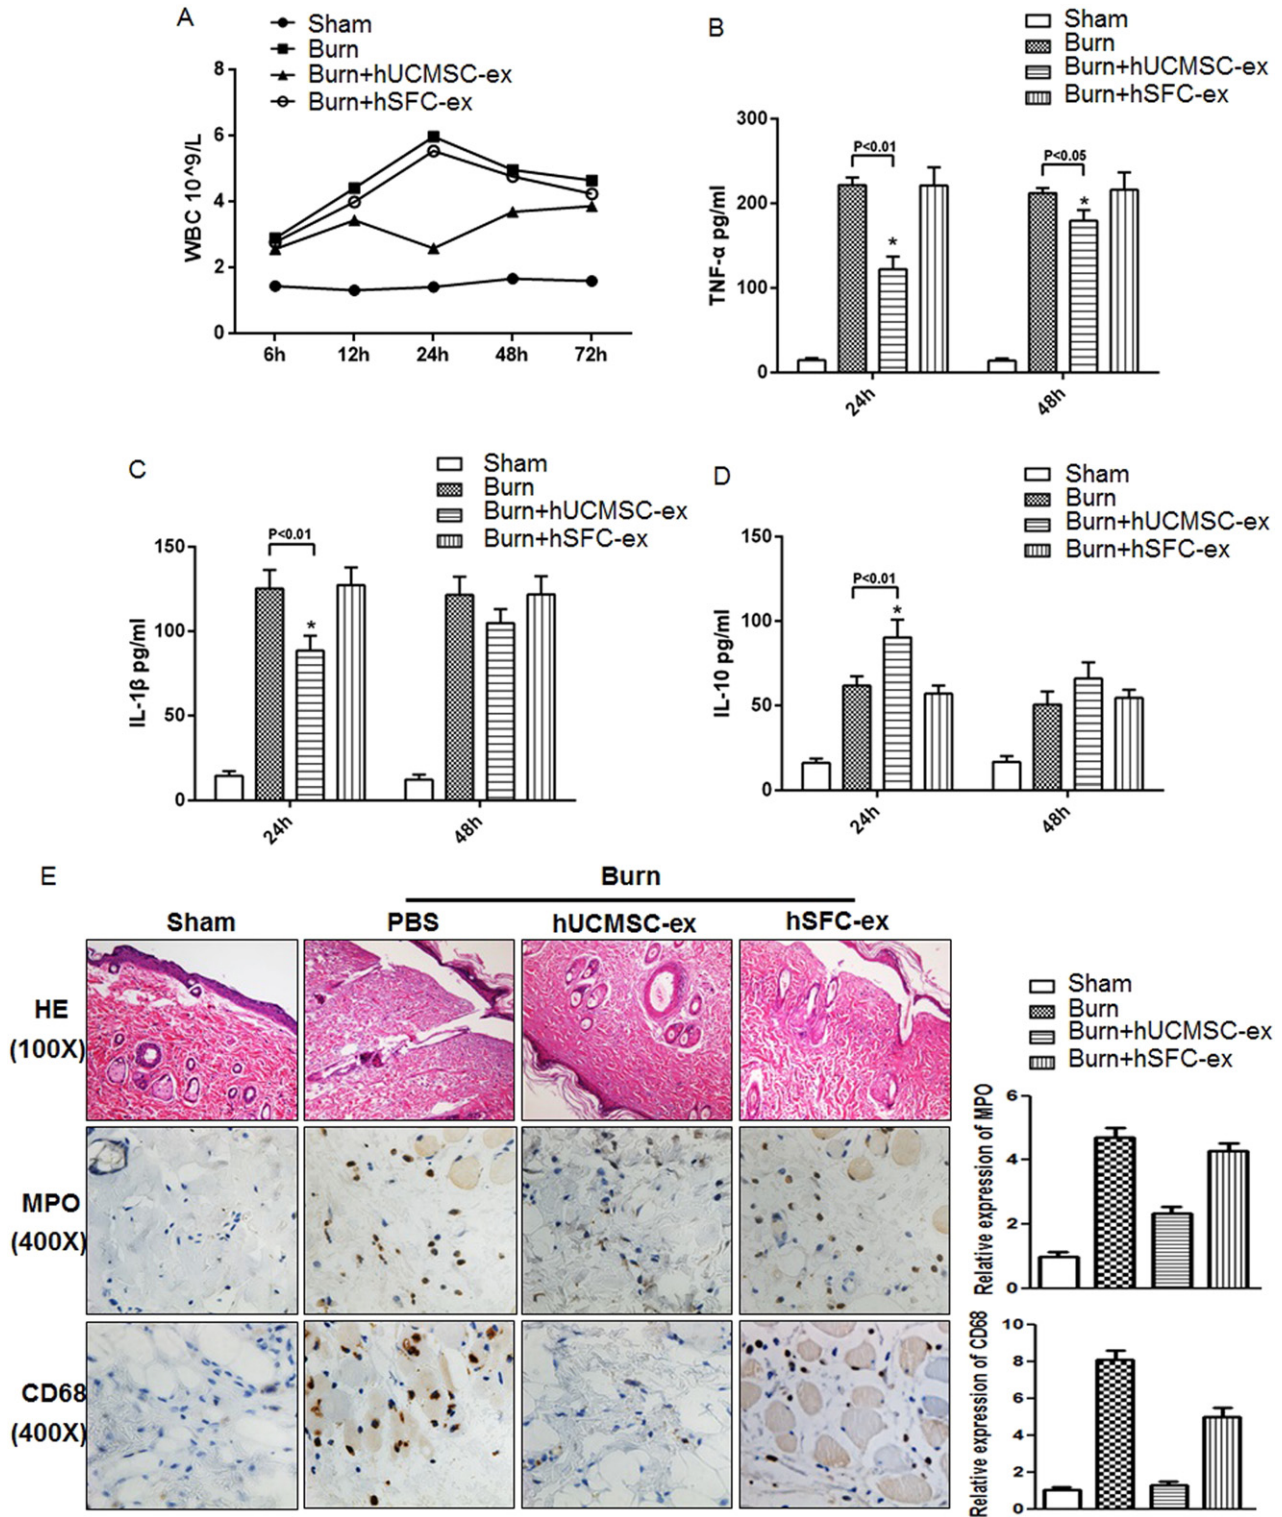 A
Sham
Burn
Burn+hUCMSC-ex
Burn+hSFC-ex
WBC 10^9/L
8
6
4
2
0
6h 12h 24h 48h 72h
B
Sham
Burn
Burn+hUCMSC-ex
Burn+hSFC-ex
TNF-α pg/ml
300
200
100
0
P<0.01
*
P<0.05
*
24h 48h
C
Sham
Burn
Burn+hUCMSC-ex
Burn+hSFC-ex
IL-1β pg/ml
150
100
50
0
P<0.01
*
24h 48h
D
Sham
Burn
Burn+hUCMSC-ex
Burn+hSFC-ex
IL-10 pg/ml
150
100
50
0
P<0.01
*
24h 48h
E
Burn
Sham PBS hUCMSC-ex hSFC-ex
HE
(100X)
MPO
(400X)
CD68
(400X)
Sham
Burn
Burn+hUCMSC-ex
Burn+hSFC-ex
Relative expression of MPO
6
4
2
0
Relative expression of CD68
10
8
6
4
2
0